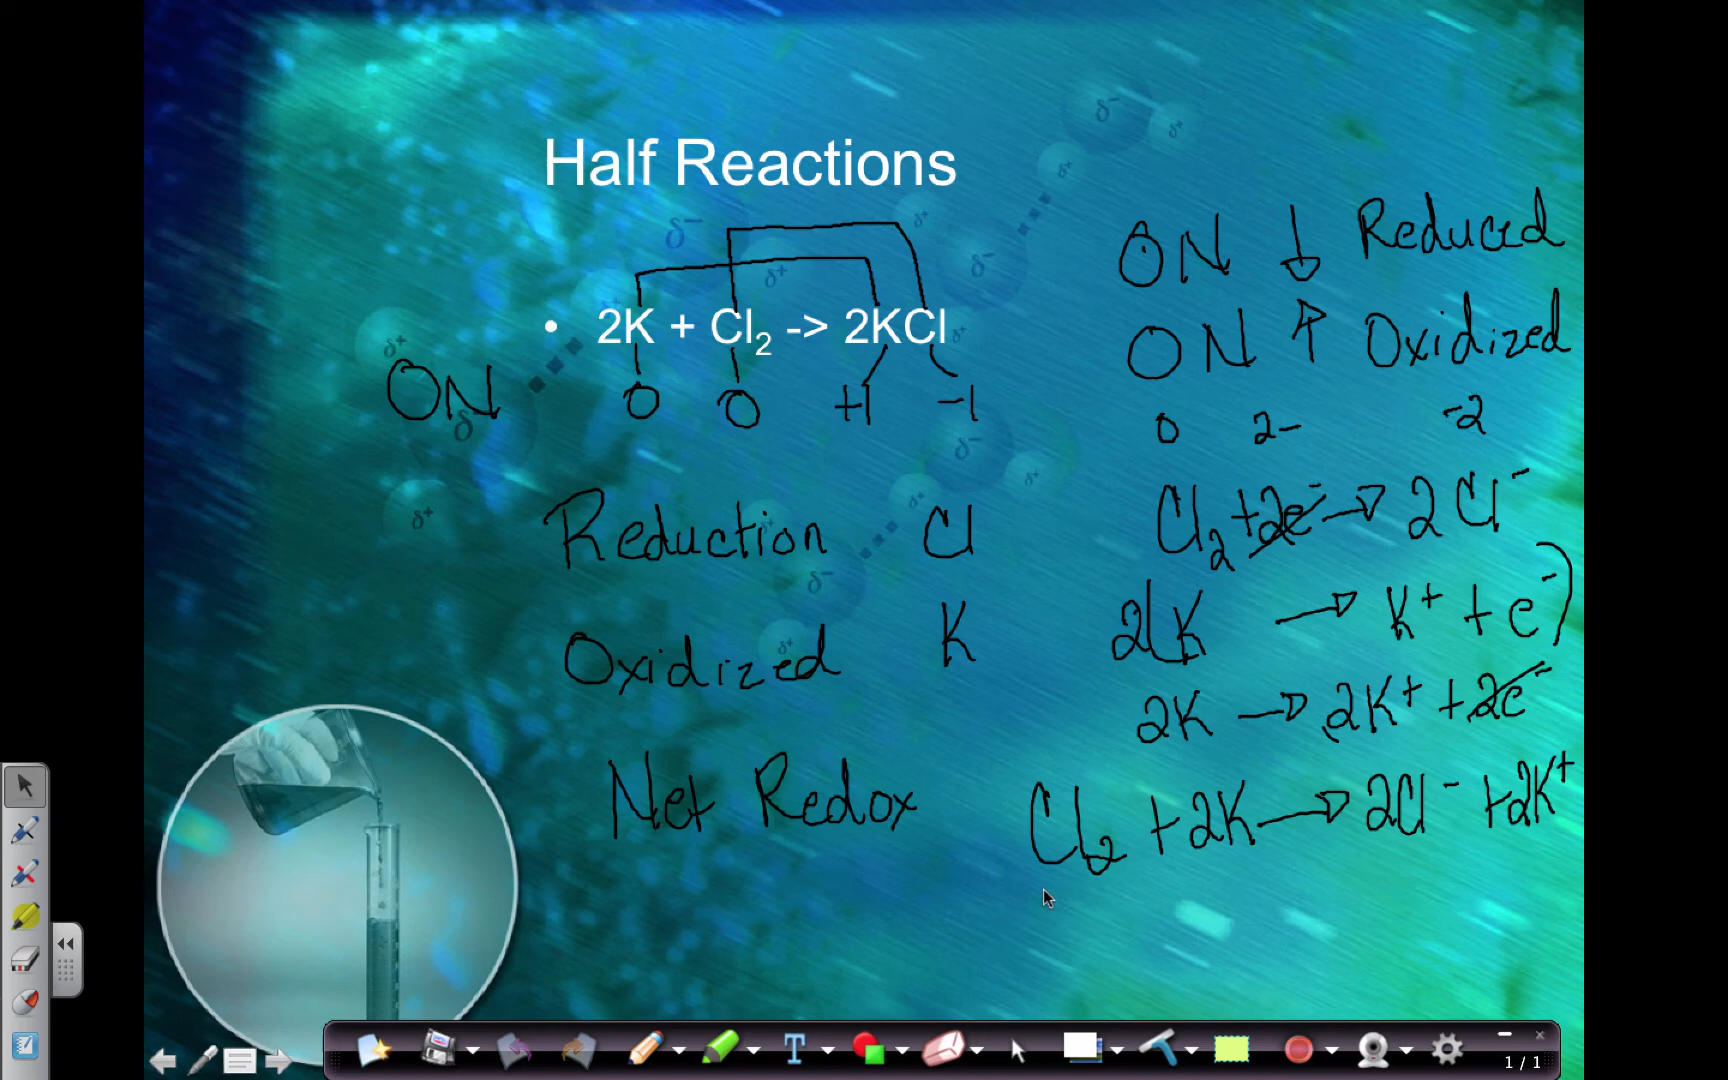 Half Reactions
• 2K + Cl₂ -> 2KCl
ON 0 0 +1 -1
Reduction Cl
Oxidized K
Net Redox
ON ↓ Reduced
ON ↑ Oxidized
0 2- -2
Cl₂ + 2e⁻ → 2Cl⁻
2(K → K⁺ + e⁻)
2K → 2K⁺ + 2e⁻
Cl₂ + 2K → 2Cl⁻ + 2K⁺
δ⁻ δ⁺
δ⁺
δ⁺
δ⁻
δ⁺
δ⁻
δ⁺
δ⁺
δ⁺
δ⁺
δ
δ⁻
δ⁺
δ⁺
δ⁺
δ⁺
δ⁻
δ⁺
T
1 / 1